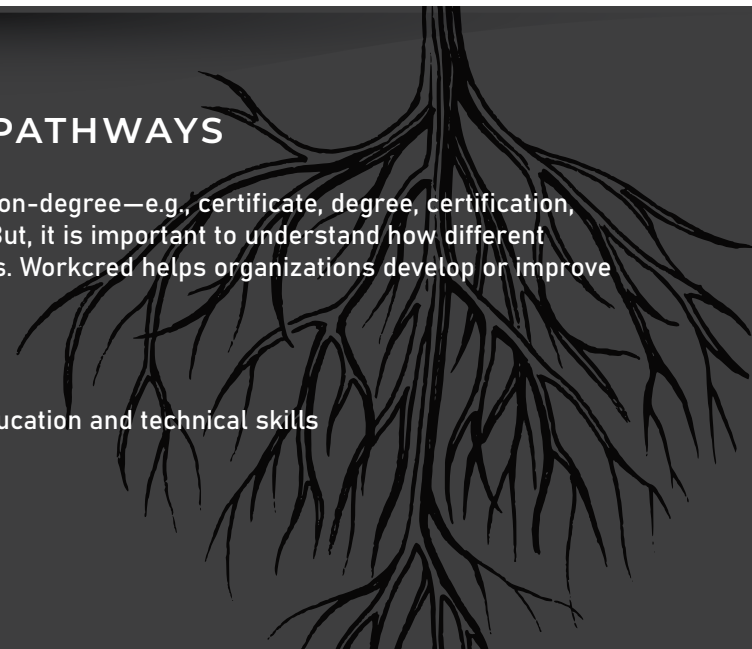 PATHWAYS
on-degree—e.g., certificate, degree, certification,
But, it is important to understand how different
s. Workcred helps organizations develop or improve
ucation and technical skills